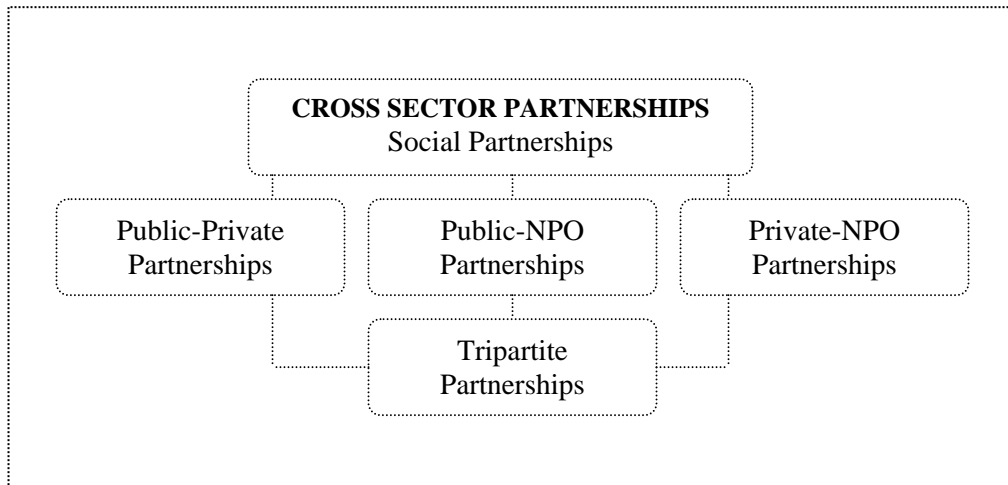 CROSS SECTOR PARTNERSHIPS
Social Partnerships
Public-Private
Partnerships
Public-NPO
Partnerships
Private-NPO
Partnerships
Tripartite
Partnerships